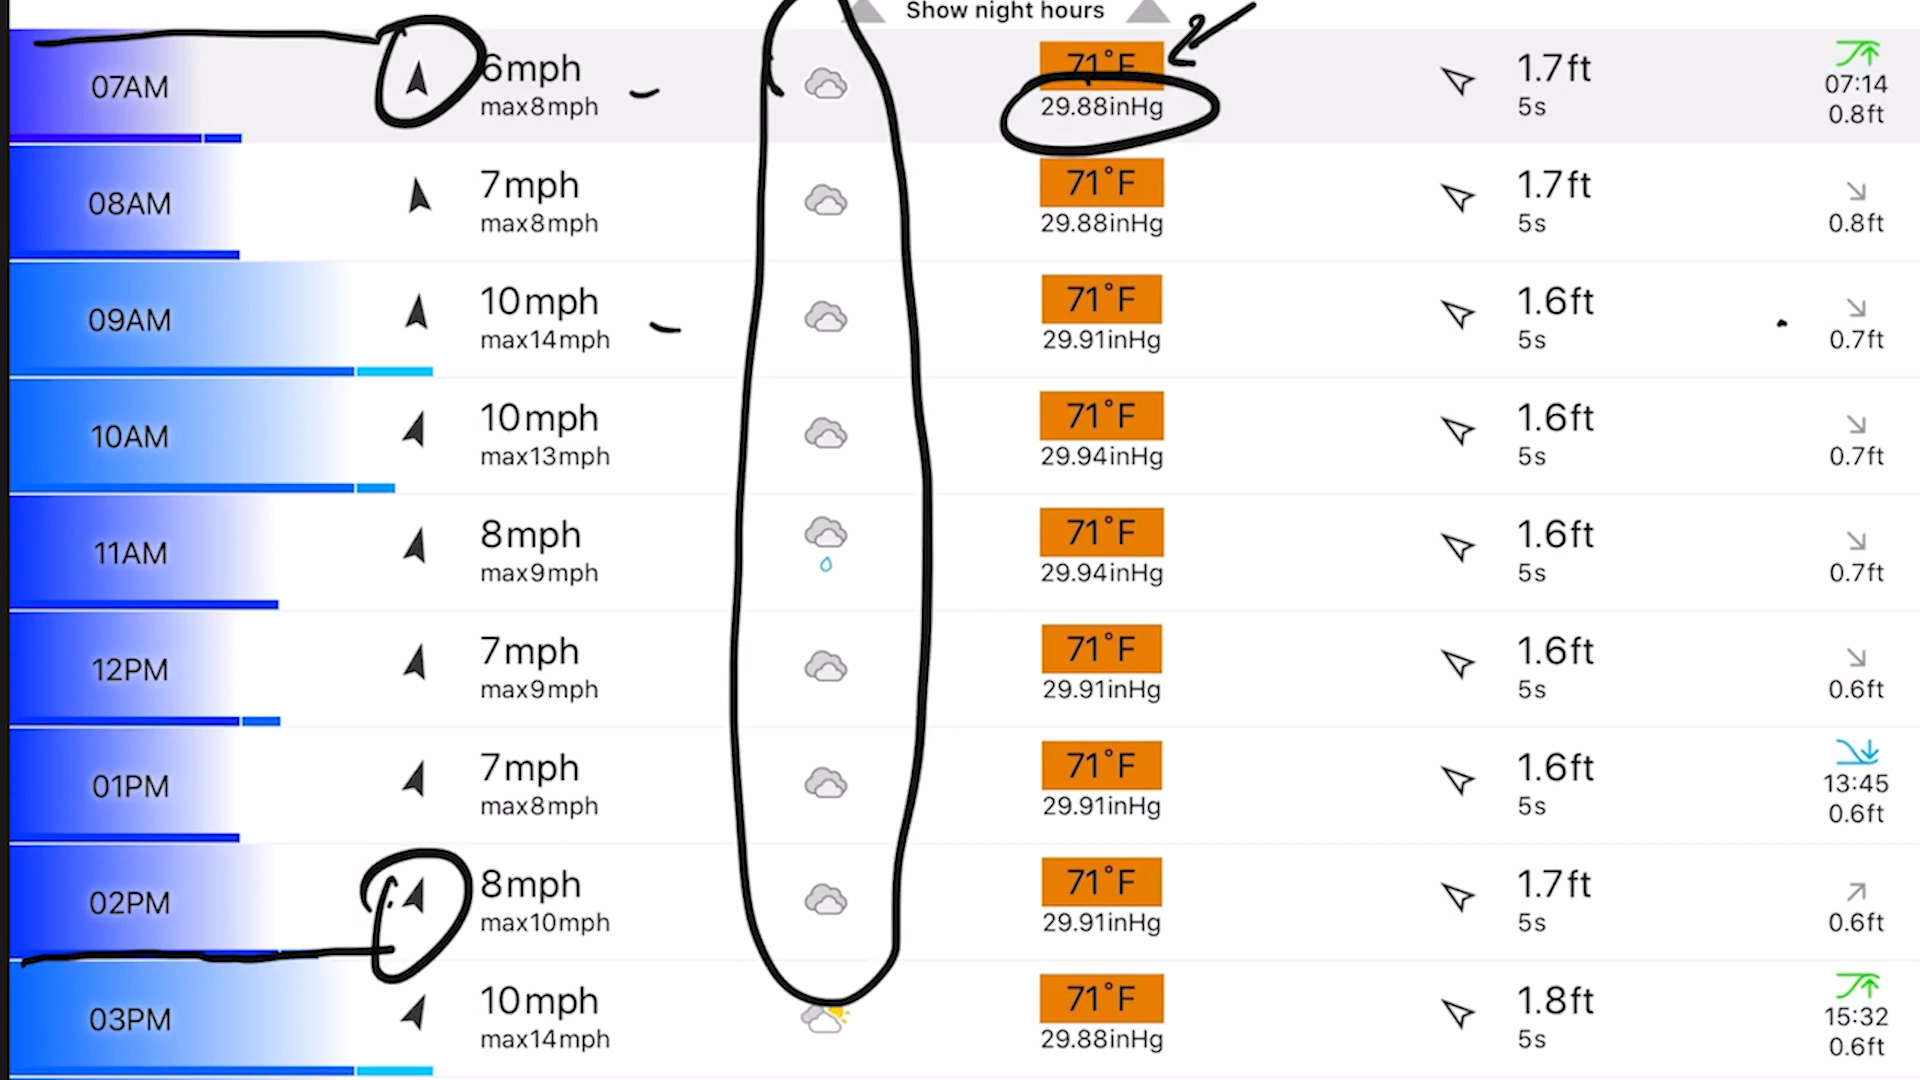 Show night hours
07AM 6mph 71°F 1.7ft 07:14
max8mph 29.88inHg 5s 0.8ft
08AM 7mph 71°F 1.7ft
max8mph 29.88inHg 5s 0.8ft
09AM 10mph 71°F 1.6ft
max14mph 29.91inHg 5s 0.7ft
10AM 10mph 71°F 1.6ft
max13mph 29.94inHg 5s 0.7ft
11AM 8mph 71°F 1.6ft
max9mph 29.94inHg 5s 0.7ft
12PM 7mph 71°F 1.6ft
max9mph 29.91inHg 5s 0.6ft
01PM 7mph 71°F 1.6ft 13:45
max8mph 29.91inHg 5s 0.6ft
02PM 8mph 71°F 1.7ft
max10mph 29.91inHg 5s 0.6ft
03PM 10mph 71°F 1.8ft 15:32
max14mph 29.88inHg 5s 0.6ft